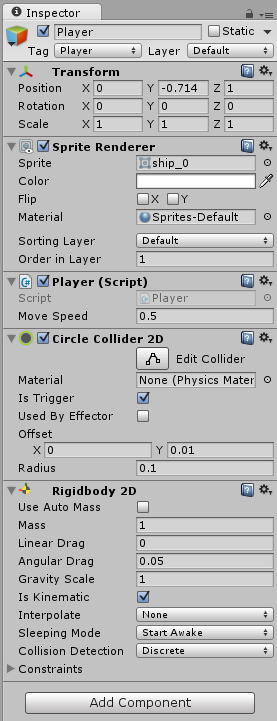 Inspector
Player Static
Tag Player Layer Default
Transform
Position X 0 Y -0.714 Z 1
Rotation X 0 Y 0 Z 0
Scale X 1 Y 1 Z 1
Sprite Renderer
Sprite ship_0
Color
Flip X Y
Material Sprites-Default
Sorting Layer Default
Order in Layer 1
Player (Script)
Script Player
Move Speed 0.5
Circle Collider 2D
Edit Collider
Material None (Physics Mater
Is Trigger
Used By Effector
Offset
X 0 Y 0.01
Radius 0.1
Rigidbody 2D
Use Auto Mass
Mass 1
Linear Drag 0
Angular Drag 0.05
Gravity Scale 1
Is Kinematic
Interpolate None
Sleeping Mode Start Awake
Collision Detection Discrete
Constraints
Add Component